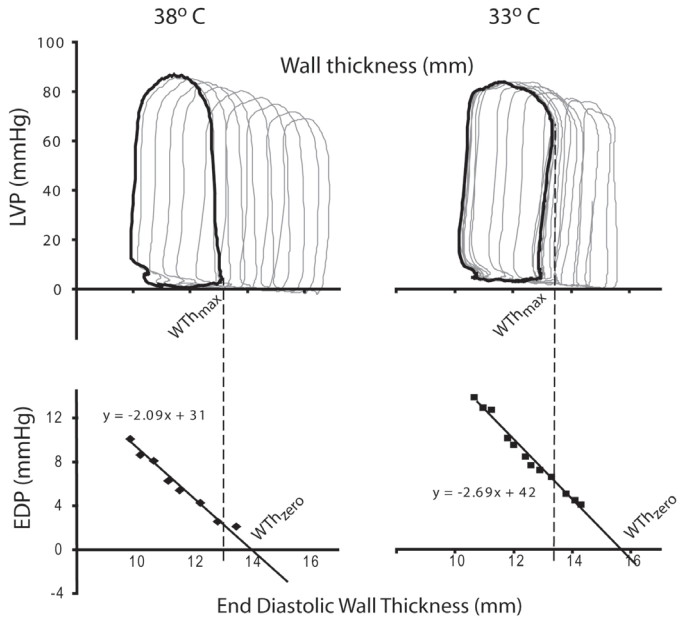 38º C
33º C
Wall thickness (mm)
LVP (mmHg)
100
80
60
40
20
0
WThmax
WThmax
EDP (mmHg)
12
8
4
0
-4
y = -2.09x + 31
WThzero
10
12
14
16
y = -2.69x + 42
WThzero
10
12
14
16
End Diastolic Wall Thickness (mm)